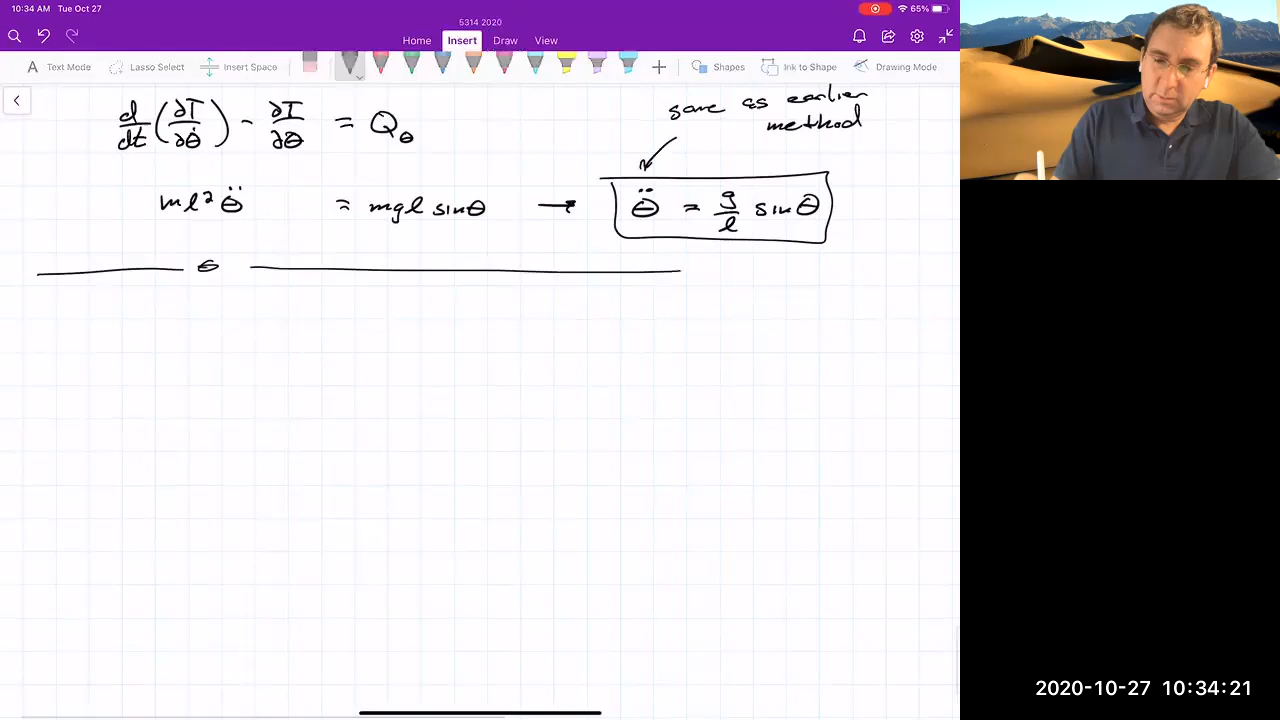 10:34 AM Tue Oct 27
65%
5314 2020
Home Insert Draw View
Text Mode Lasso Select Insert Space Shapes Ink to Shape Drawing Mode
same as earlier
method
d/dt (∂T/∂θ̇) - ∂T/∂θ = Q_θ
ml² θ̈ = mgl sinθ → θ̈ = g/l sinθ
2020-10-27 10:34:21